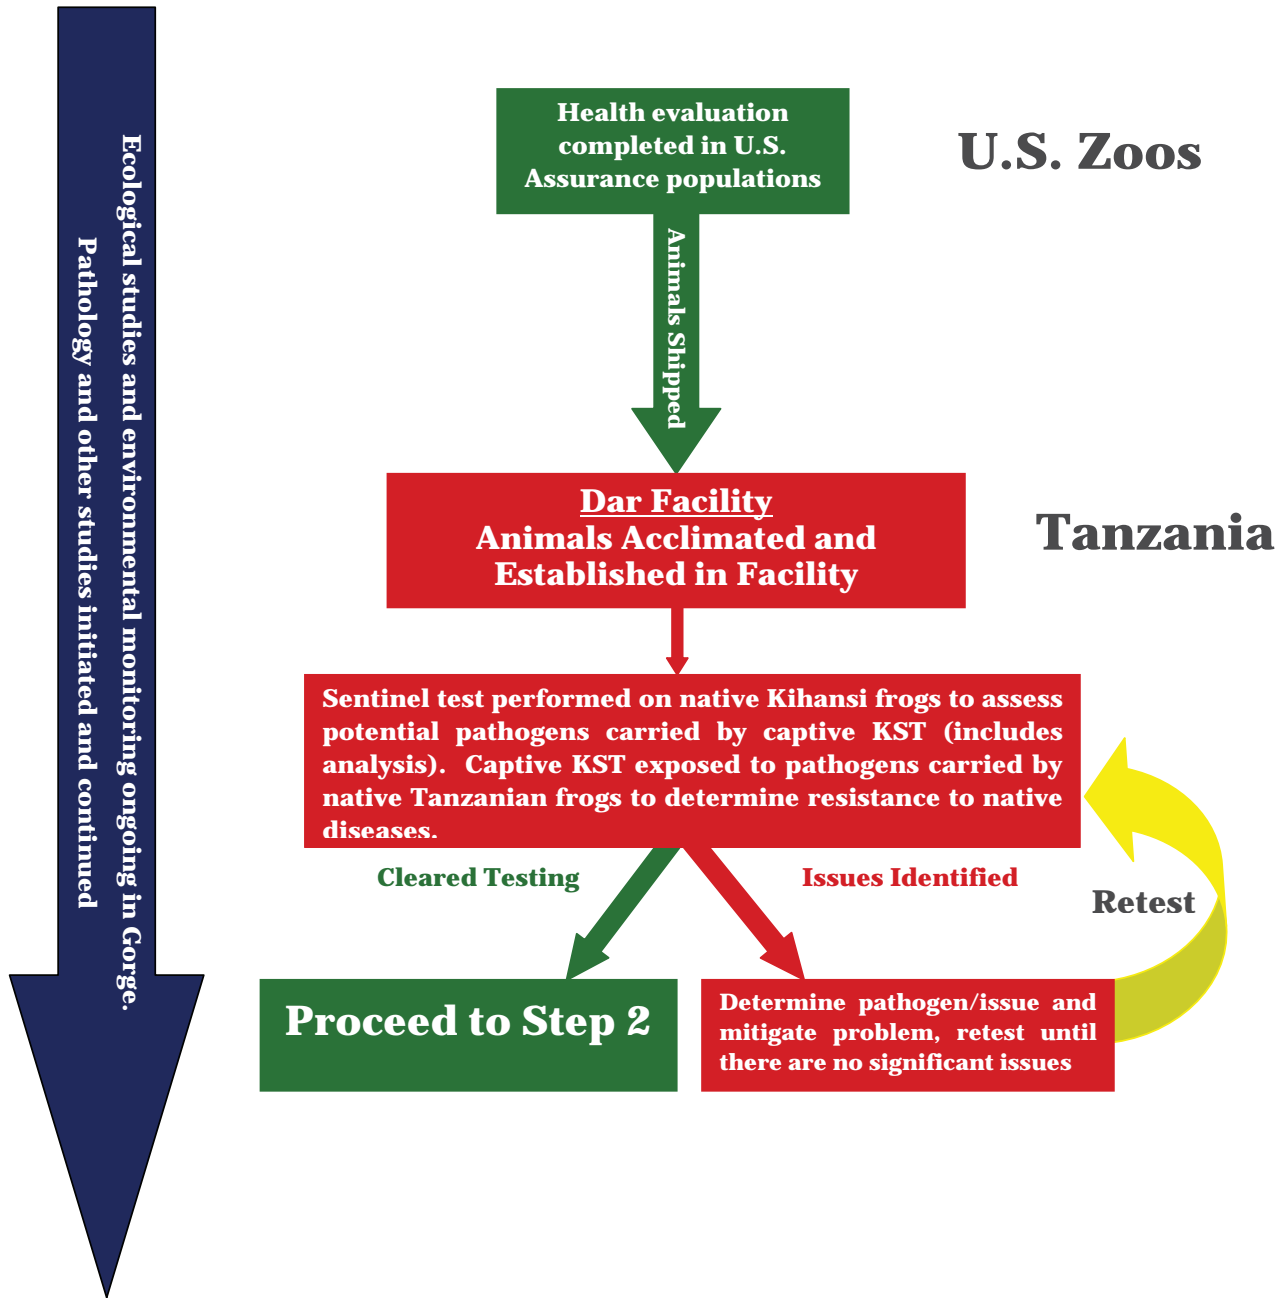 Health evaluation
completed in U.S.
Assurance populations
U.S. Zoos
Animals Shipped
Dar Facility
Animals Acclimated and
Established in Facility
Tanzania
Sentinel test performed on native Kihansi frogs to assess
potential pathogens carried by captive KST (includes
analysis). Captive KST exposed to pathogens carried by
native Tanzanian frogs to determine resistance to native
diseases.
Cleared Testing
Issues Identified
Retest
Proceed to Step 2
Determine pathogen/issue and
mitigate problem, retest until
there are no significant issues
Ecological studies and environmental monitoring ongoing in Gorge.
Pathology and other studies initiated and continued